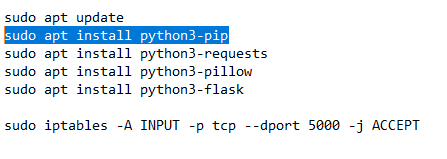 sudo apt update
sudo apt install python3-pip
sudo apt install python3-requests
sudo apt install python3-pillow
sudo apt install python3-flask
sudo iptables -A INPUT -p tcp --dport 5000 -j ACCEPT